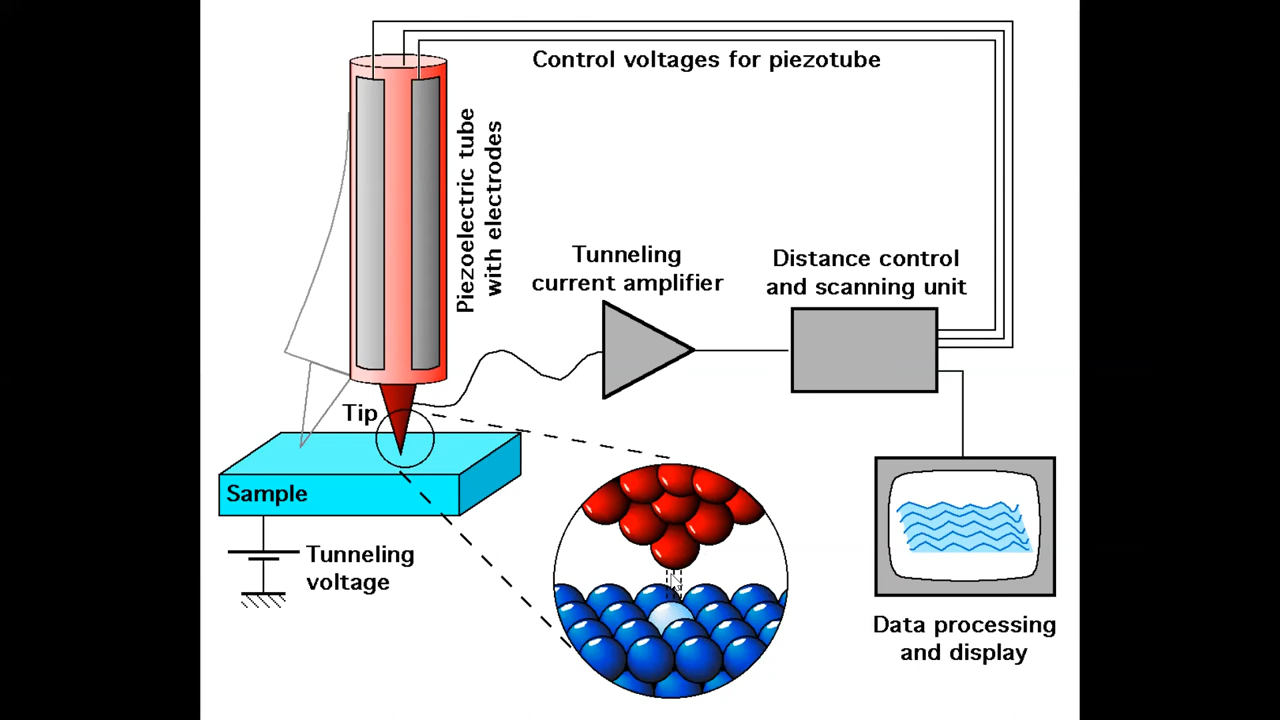 Control voltages for piezotube
Piezoelectric tube
with electrodes
Tunneling
current amplifier
Distance control
and scanning unit
Tip
Sample
Tunneling
voltage
Data processing
and display